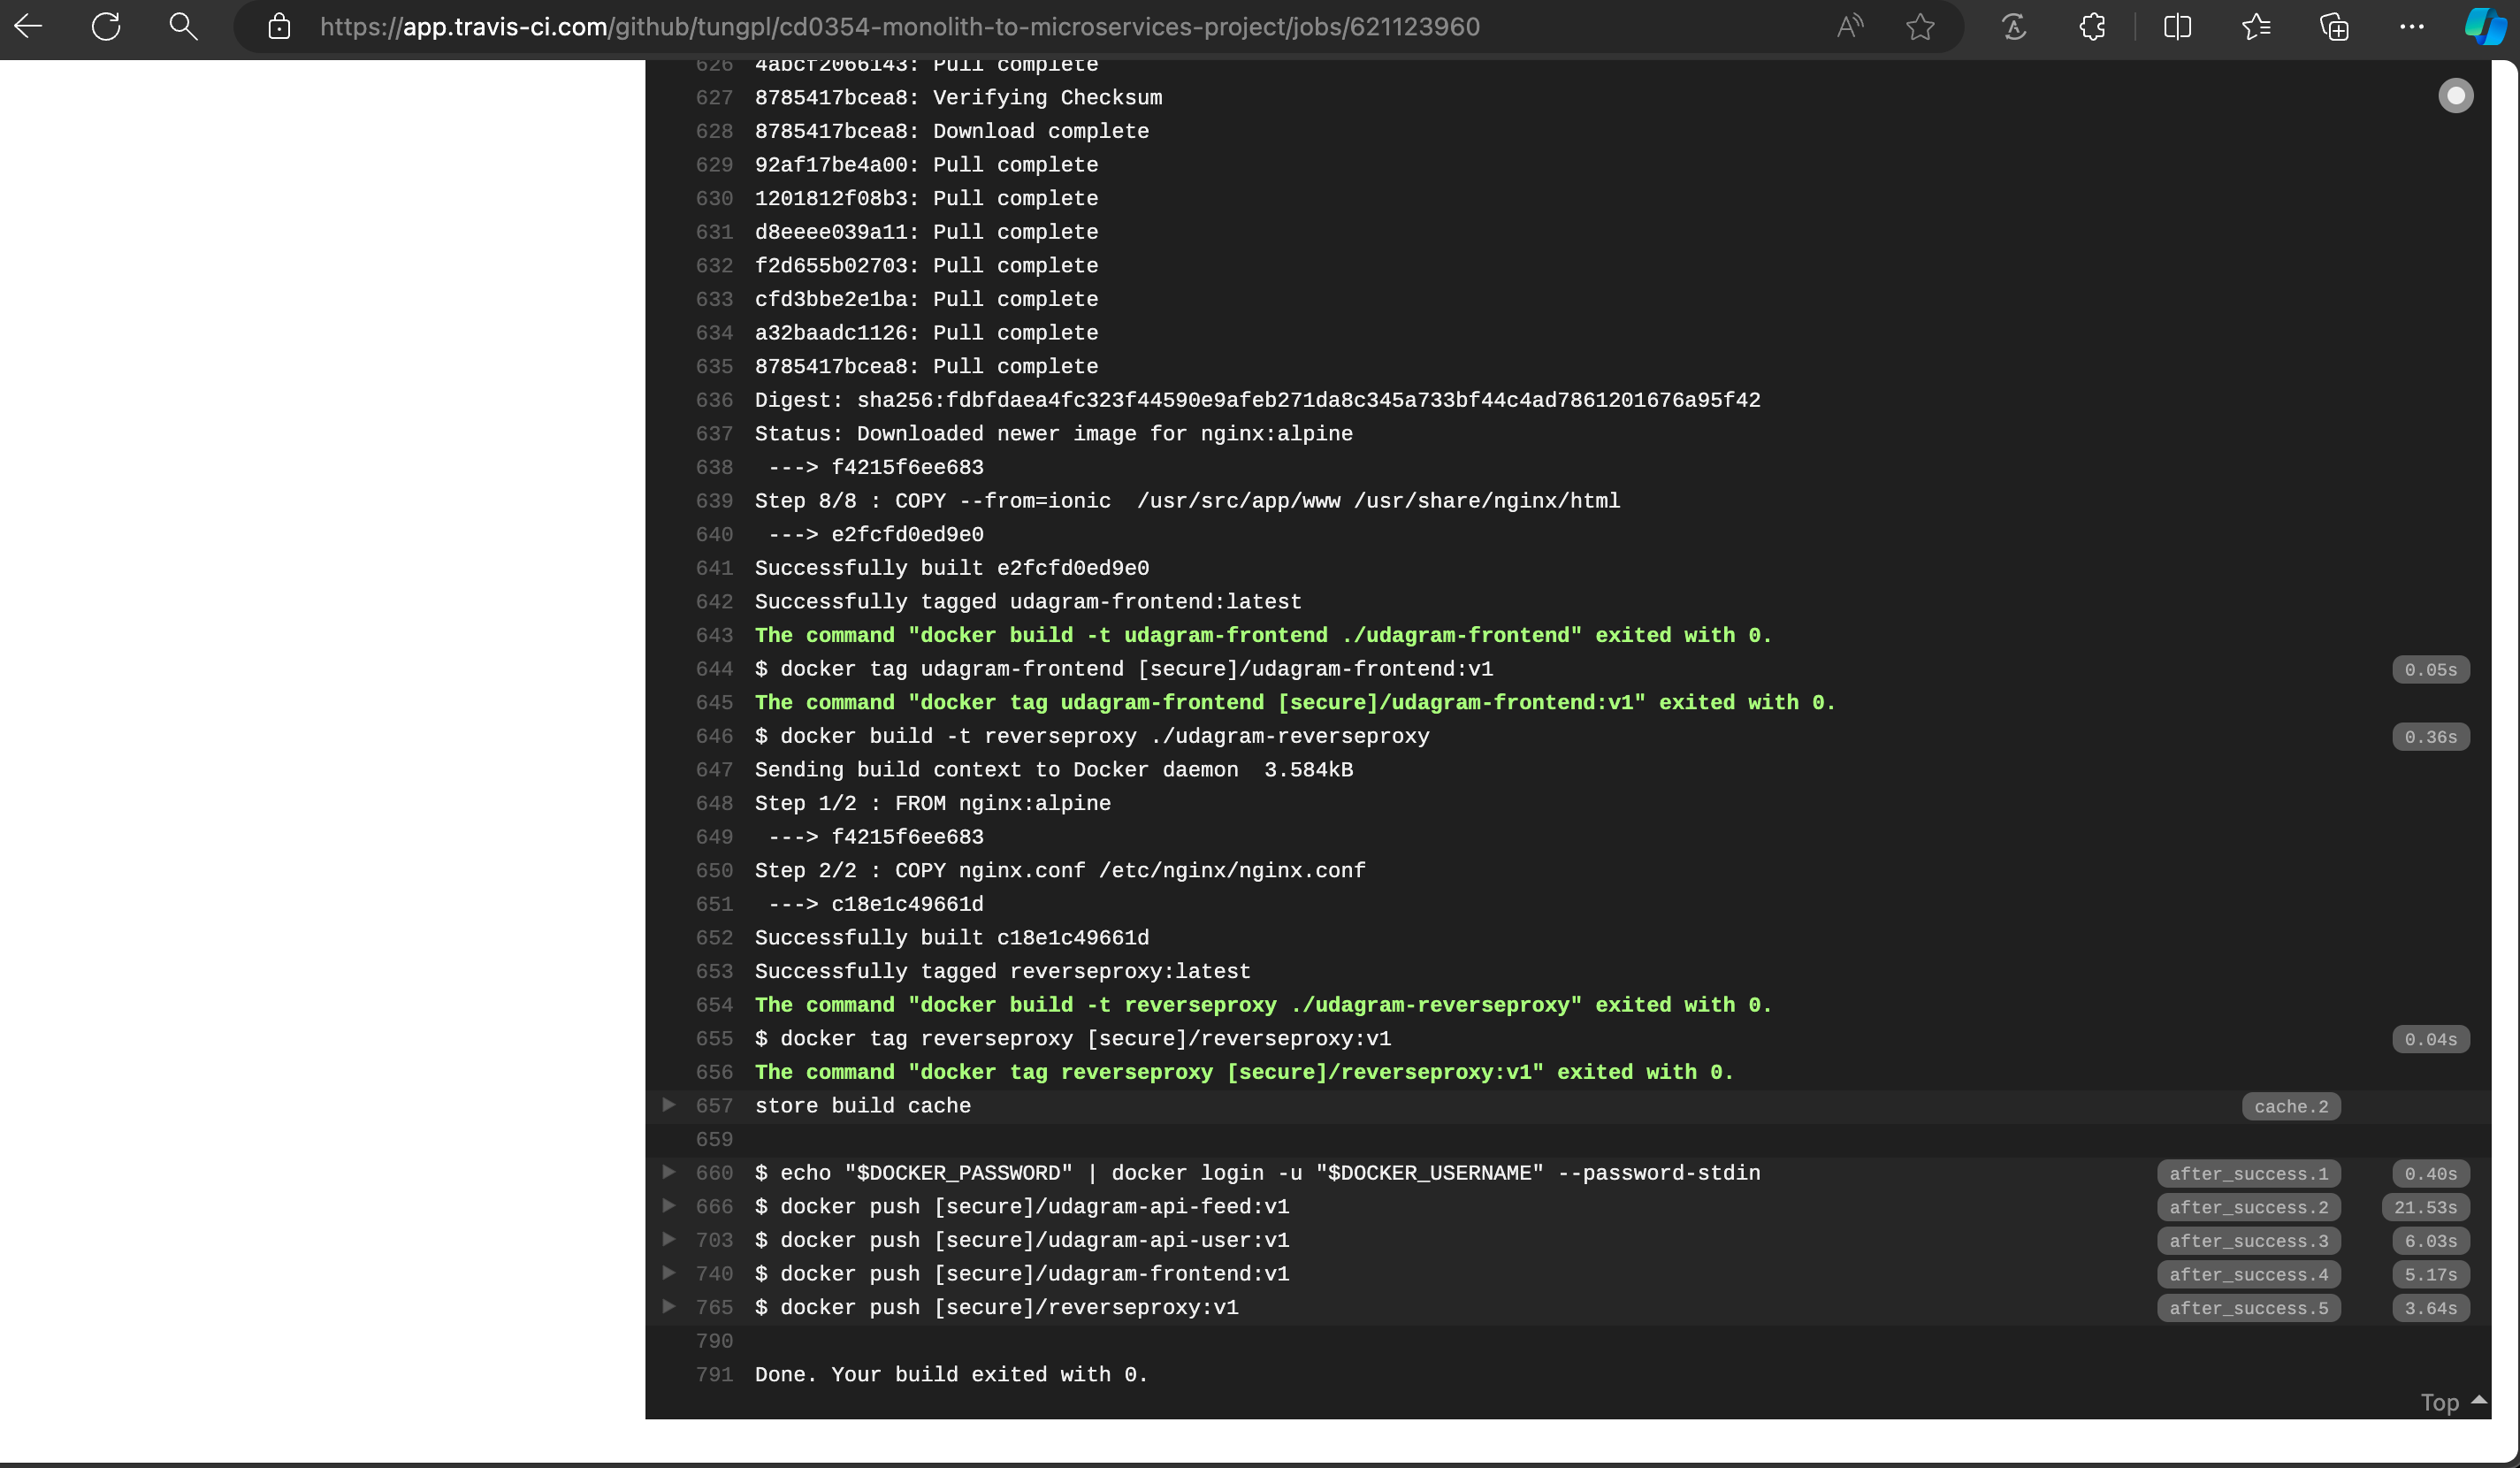 https://app.travis-ci.com/github/tungpl/cd0354-monolith-to-microservices-project/jobs/621123960
626 4abcf2066143: Pull complete
627 8785417bcea8: Verifying Checksum
628 8785417bcea8: Download complete
629 92af17be4a00: Pull complete
630 1201812f08b3: Pull complete
631 d8eeee039a11: Pull complete
632 f2d655b02703: Pull complete
633 cfd3bbe2e1ba: Pull complete
634 a32baadc1126: Pull complete
635 8785417bcea8: Pull complete
636 Digest: sha256:fdbfdaea4fc323f44590e9afeb271da8c345a733bf44c4ad7861201676a95f42
637 Status: Downloaded newer image for nginx:alpine
638 ---> f4215f6ee683
639 Step 8/8 : COPY --from=ionic  /usr/src/app/www /usr/share/nginx/html
640 ---> e2fcfd0ed9e0
641 Successfully built e2fcfd0ed9e0
642 Successfully tagged udagram-frontend:latest
643 The command "docker build -t udagram-frontend ./udagram-frontend" exited with 0.
644 $ docker tag udagram-frontend [secure]/udagram-frontend:v1 0.05s
645 The command "docker tag udagram-frontend [secure]/udagram-frontend:v1" exited with 0.
646 $ docker build -t reverseproxy ./udagram-reverseproxy 0.36s
647 Sending build context to Docker daemon  3.584kB
648 Step 1/2 : FROM nginx:alpine
649 ---> f4215f6ee683
650 Step 2/2 : COPY nginx.conf /etc/nginx/nginx.conf
651 ---> c18e1c49661d
652 Successfully built c18e1c49661d
653 Successfully tagged reverseproxy:latest
654 The command "docker build -t reverseproxy ./udagram-reverseproxy" exited with 0.
655 $ docker tag reverseproxy [secure]/reverseproxy:v1 0.04s
656 The command "docker tag reverseproxy [secure]/reverseproxy:v1" exited with 0.
657 store build cache cache.2
659
660 $ echo "$DOCKER_PASSWORD" | docker login -u "$DOCKER_USERNAME" --password-stdin after_success.1 0.40s
666 $ docker push [secure]/udagram-api-feed:v1 after_success.2 21.53s
703 $ docker push [secure]/udagram-api-user:v1 after_success.3 6.03s
740 $ docker push [secure]/udagram-frontend:v1 after_success.4 5.17s
765 $ docker push [secure]/reverseproxy:v1 after_success.5 3.64s
790
791 Done. Your build exited with 0.
Top